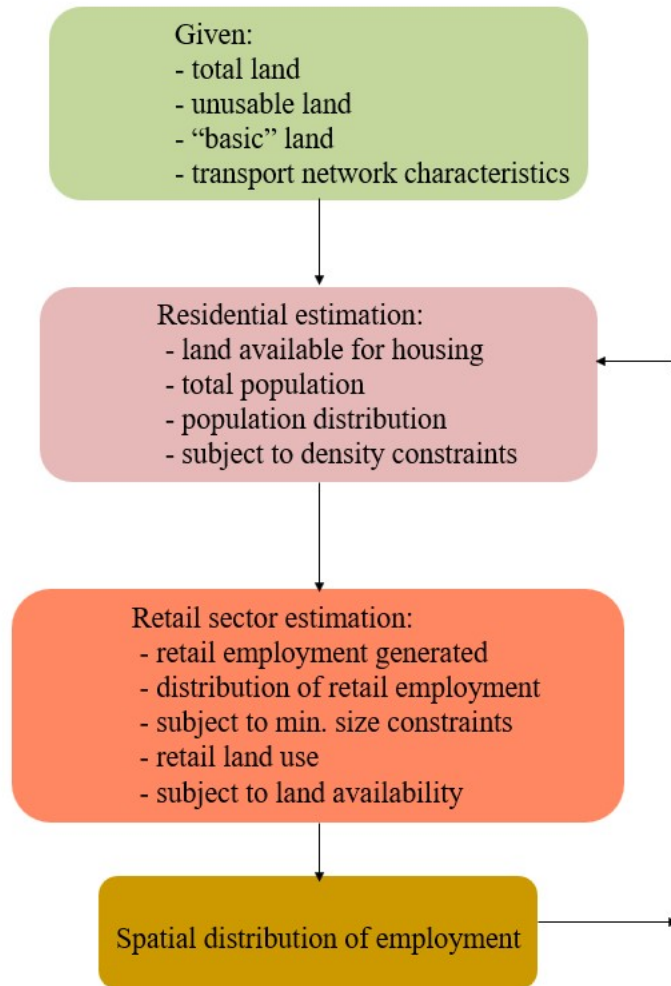 Given:
- total land
- unusable land
- “basic” land
- transport network characteristics
Residential estimation:
- land available for housing
- total population
- population distribution
- subject to density constraints
Retail sector estimation:
- retail employment generated
- distribution of retail employment
- subject to min. size constraints
- retail land use
- subject to land availability
Spatial distribution of employment